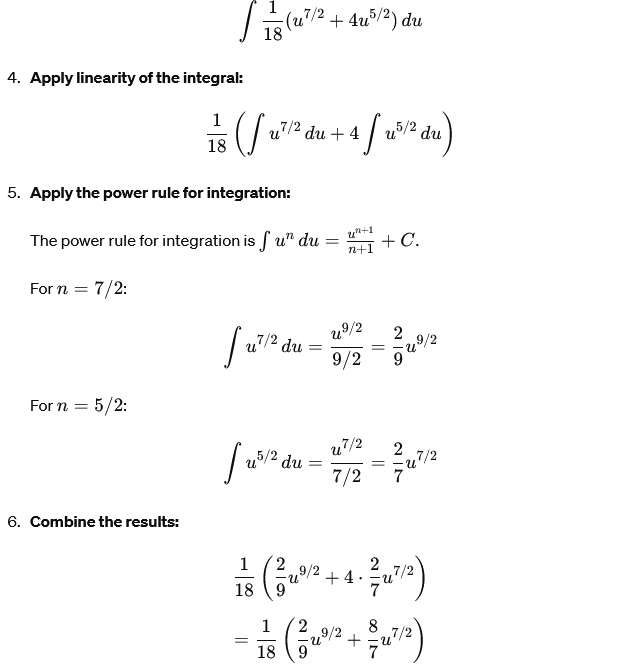 ∫ 1/18 (u^{7/2} + 4u^{5/2}) du
4. Apply linearity of the integral:
1/18 (∫ u^{7/2} du + 4 ∫ u^{5/2} du)
5. Apply the power rule for integration:
The power rule for integration is ∫ u^n du = u^{n+1}/n+1 + C.
For n = 7/2:
∫ u^{7/2} du = u^{9/2}/9/2 = 2/9 u^{9/2}
For n = 5/2:
∫ u^{5/2} du = u^{7/2}/7/2 = 2/7 u^{7/2}
6. Combine the results:
1/18 (2/9 u^{9/2} + 4 · 2/7 u^{7/2})
= 1/18 (2/9 u^{9/2} + 8/7 u^{7/2})